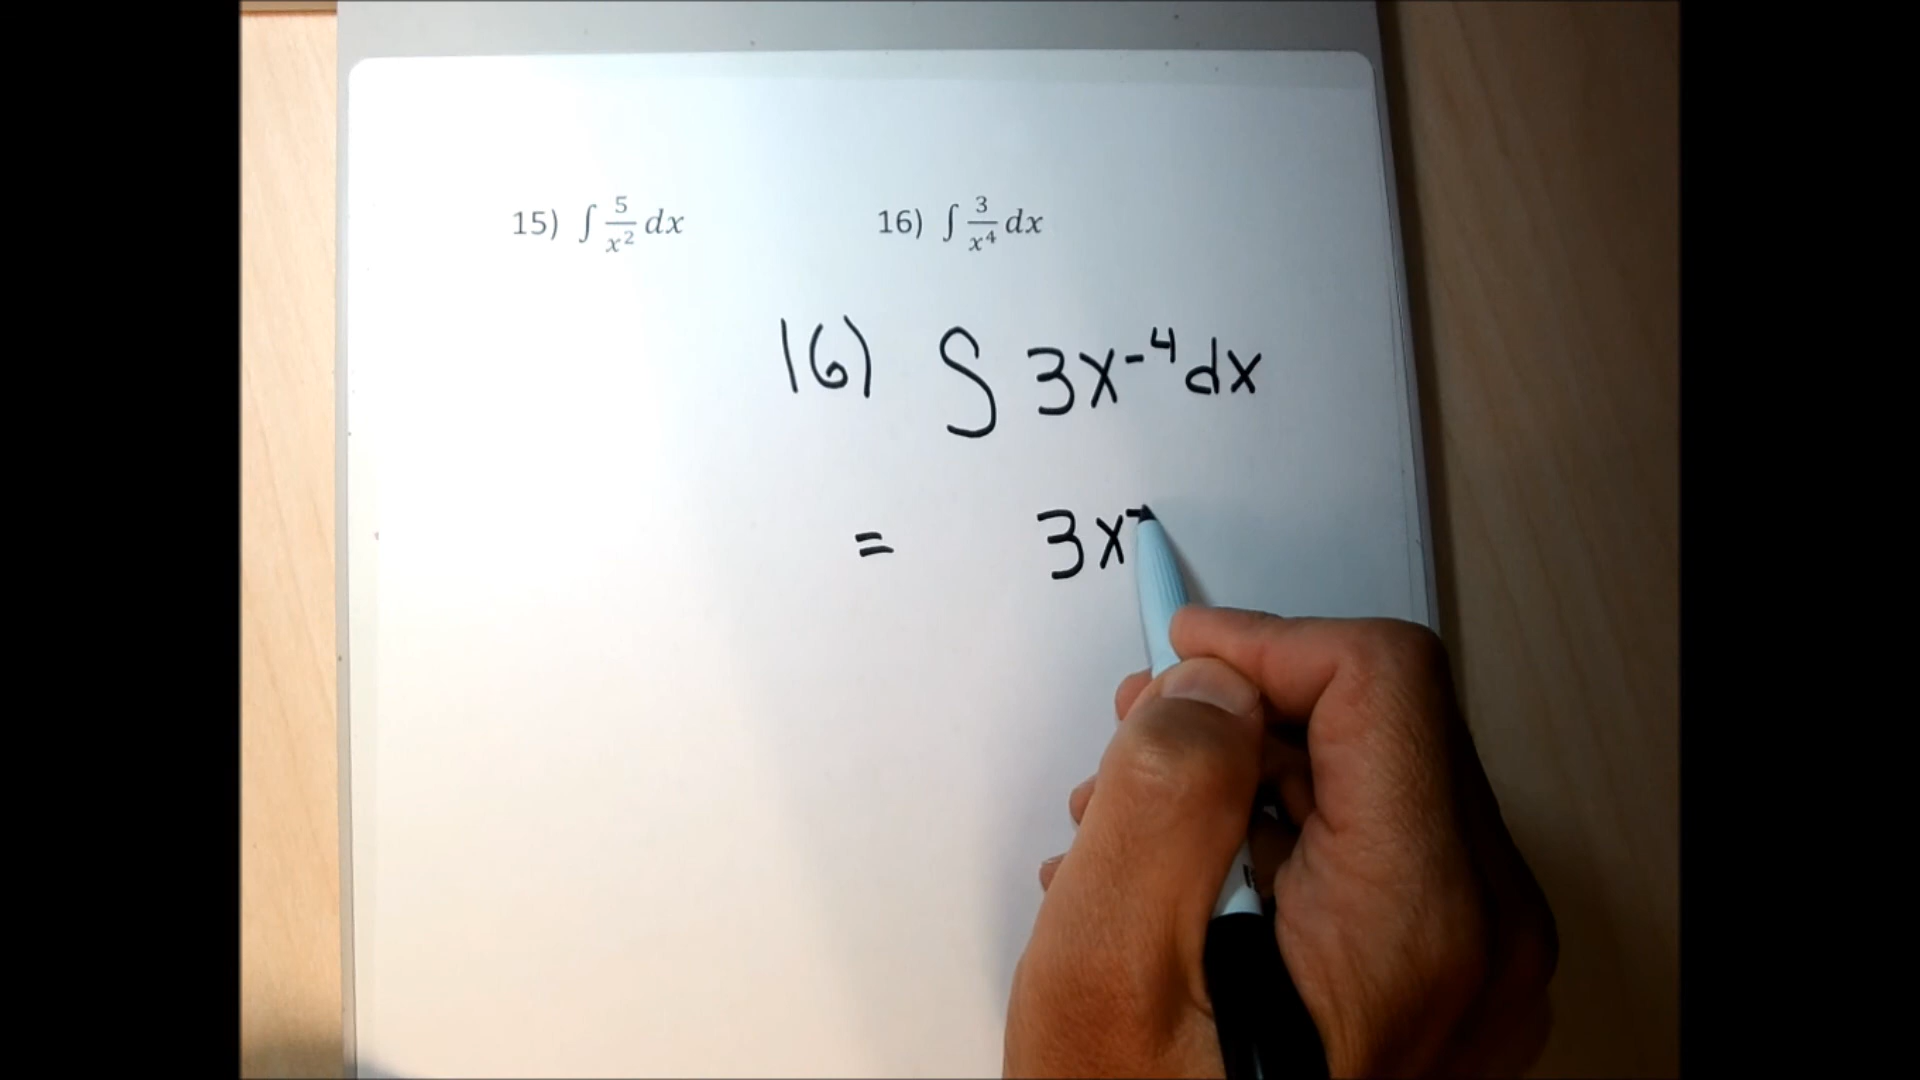 15) ∫ 5/x² dx 16) ∫ 3/x⁴ dx
16) ∫ 3x⁻⁴dx
= 3x⁻